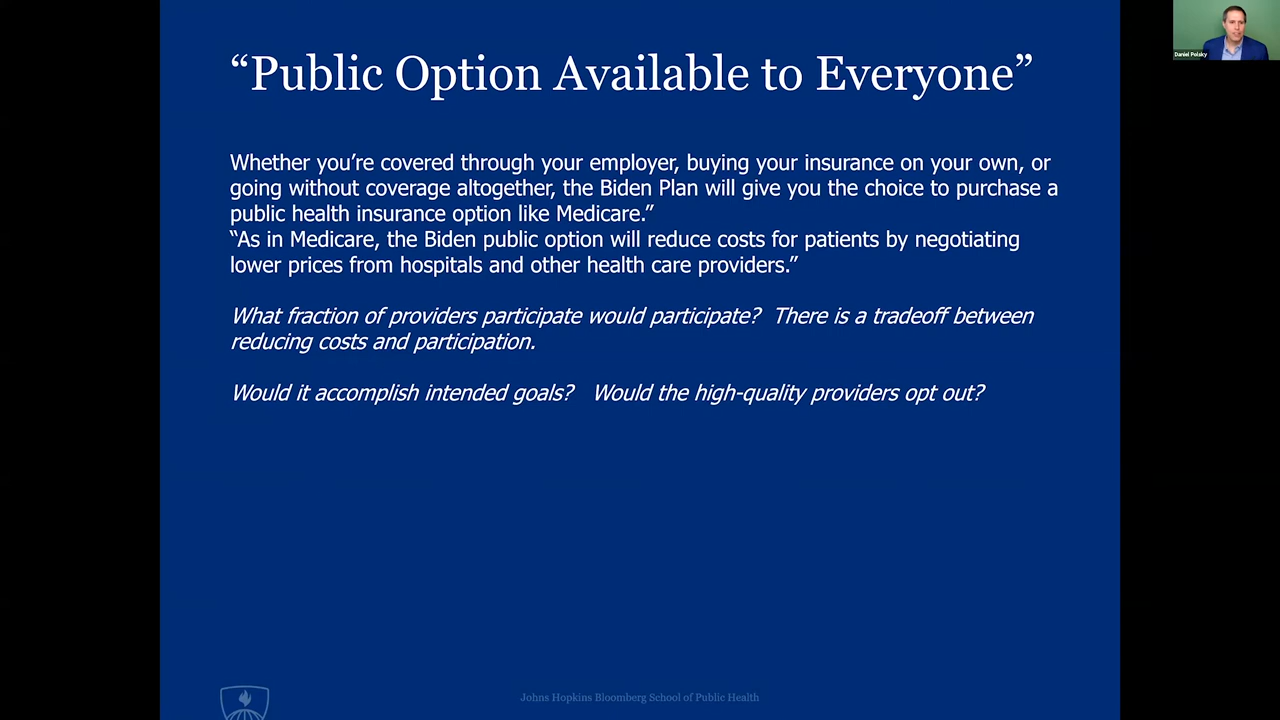 “Public Option Available to Everyone”
Daniel Polsky
Whether you’re covered through your employer, buying your insurance on your own, or
going without coverage altogether, the Biden Plan will give you the choice to purchase a
public health insurance option like Medicare.”
“As in Medicare, the Biden public option will reduce costs for patients by negotiating
lower prices from hospitals and other health care providers.”
What fraction of providers participate would participate?  There is a tradeoff between
reducing costs and participation.
Would it accomplish intended goals?   Would the high-quality providers opt out?
Johns Hopkins Bloomberg School of Public Health